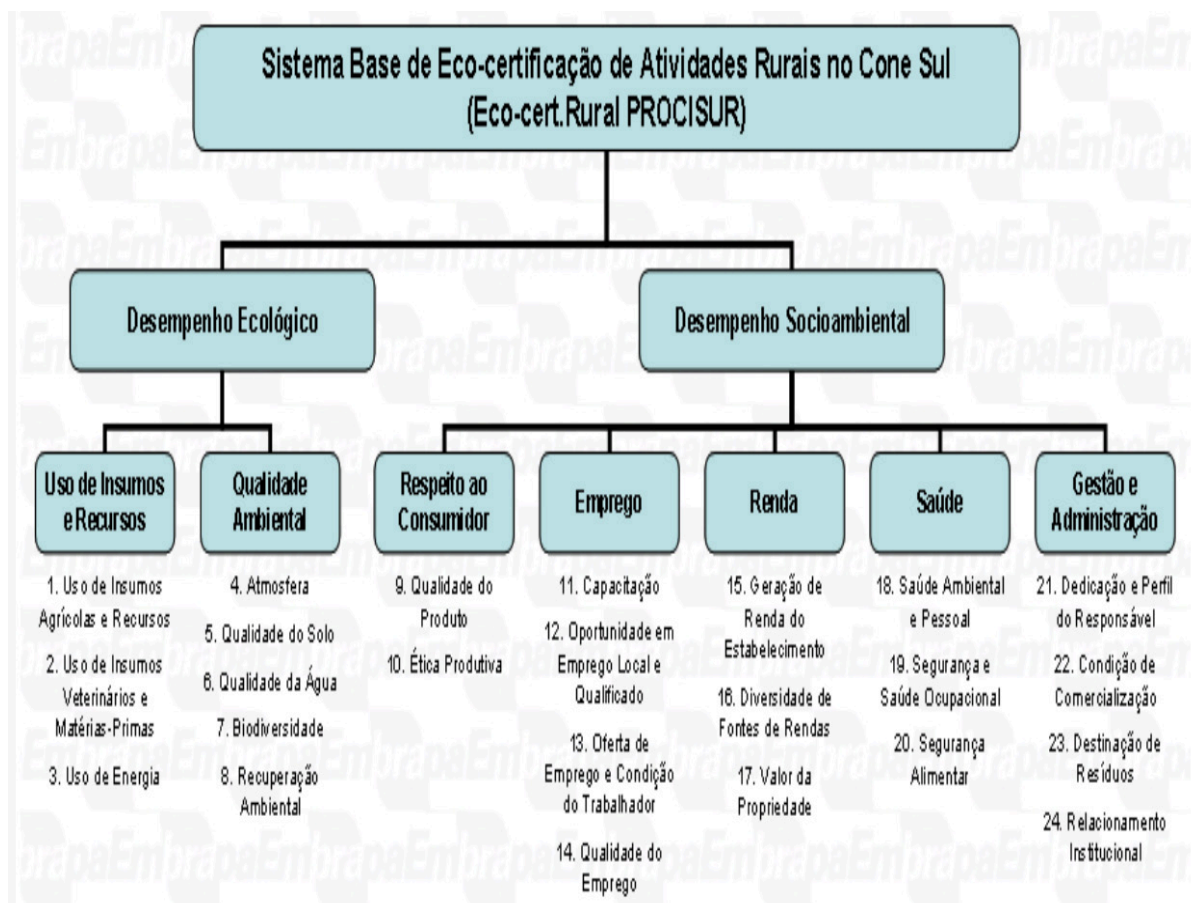 Sistema Base de Eco-certificação de Atividades Rurais no Cone Sul
(Eco-cert.Rural PROCISUR)
Desempenho Ecológico
Desempenho Socioambiental
Uso de Insumos
e Recursos
Qualidade
Ambiental
Respeito ao
Consumidor
Emprego
Renda
Saúde
Gestão e
Administração
1. Uso de Insumos
Agrícolas e Recursos
2. Uso de Insumos
Veterinários e
Matérias-Primas
3. Uso de Energia
4. Atmosfera
5. Qualidade do Solo
6. Qualidade da Água
7. Biodiversidade
8. Recuperação
Ambiental
9. Qualidade do
Produto
10. Ética Produtiva
11. Capacitação
12. Oportunidade em
Emprego Local e
Qualificado
13. Oferta de
Emprego e Condição
do Trabalhador
14. Qualidade do
Emprego
15. Geração de
Renda do
Estabelecimento
16. Diversidade de
Fontes de Rendas
17. Valor da
Propriedade
18. Saúde Ambiental
e Pessoal
19. Segurança e
Saúde Ocupacional
20. Segurança
Alimentar
21. Dedicação e Perfil
do Responsável
22. Condição de
Comercialização
23. Destinação de
Resíduos
24. Relacionamento
Institucional
Embrapa